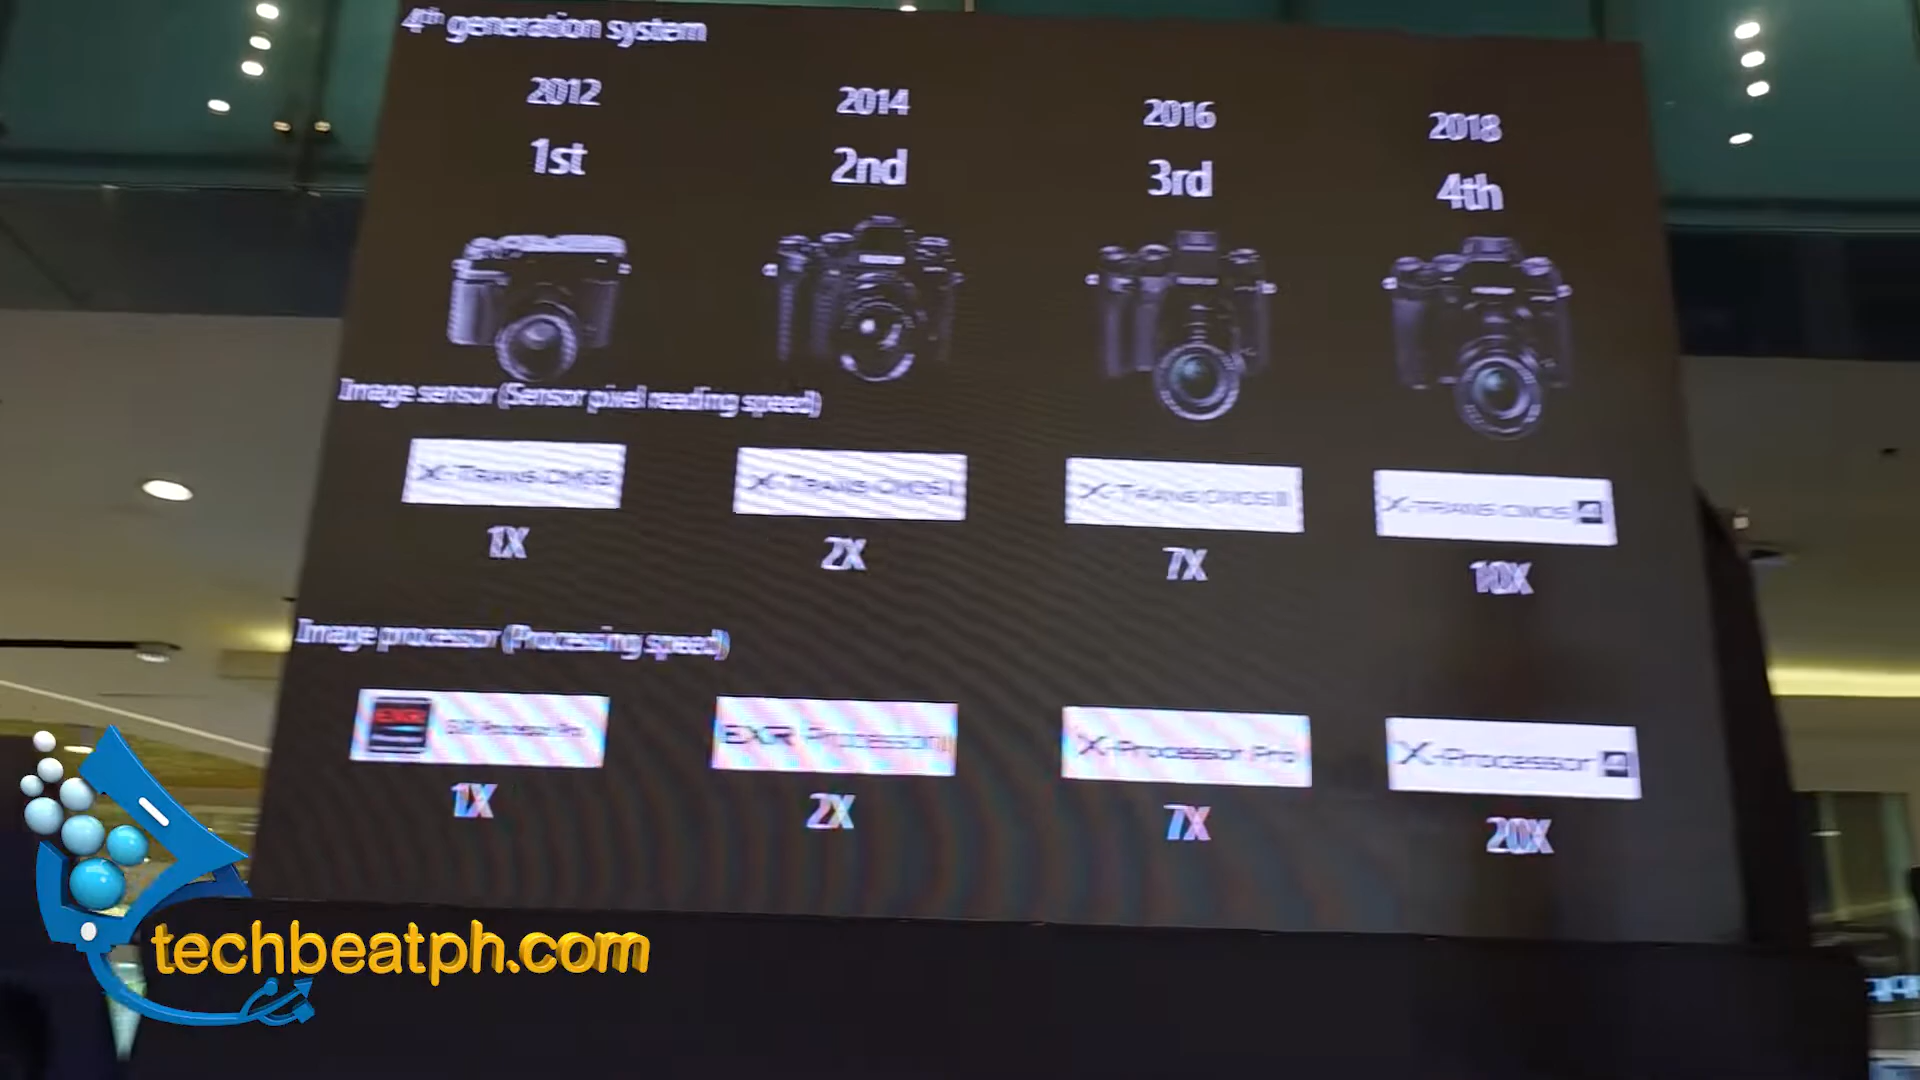 4th generation system
2012 2014 2016 2018
1st 2nd 3rd 4th
Image sensor (Sensor pixel reading speed)
X-TRANS CMOS X-TRANS CMOS II X-TRANS CMOS III X-TRANS CMOS 4
1X 2X 7X 10X
Image processor (Processing speed)
EXR Processor Pro EXR Processor II X-Processor Pro X-Processor 4
1X 2X 7X 20X
techbeatph.com